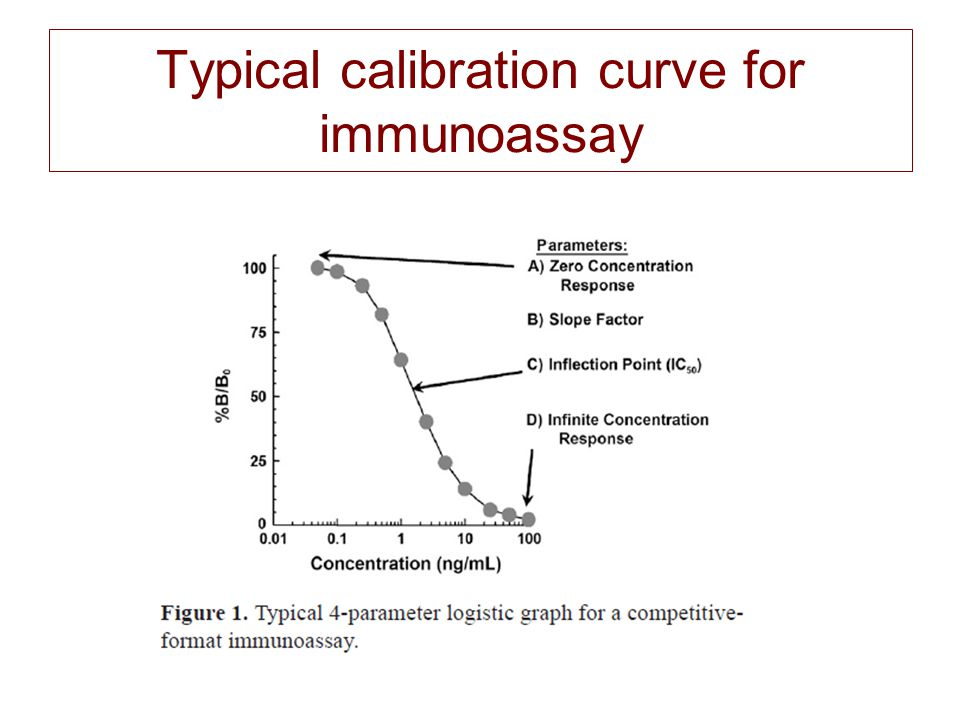 Typical calibration curve for
immunoassay
Parameters:
A) Zero Concentration
Response
B) Slope Factor
C) Inflection Point (IC50)
D) Infinite Concentration
Response
%B/B0
100
75
50
25
0
0.01 0.1 1 10 100
Concentration (ng/mL)
Figure 1. Typical 4-parameter logistic graph for a competitive-
format immunoassay.